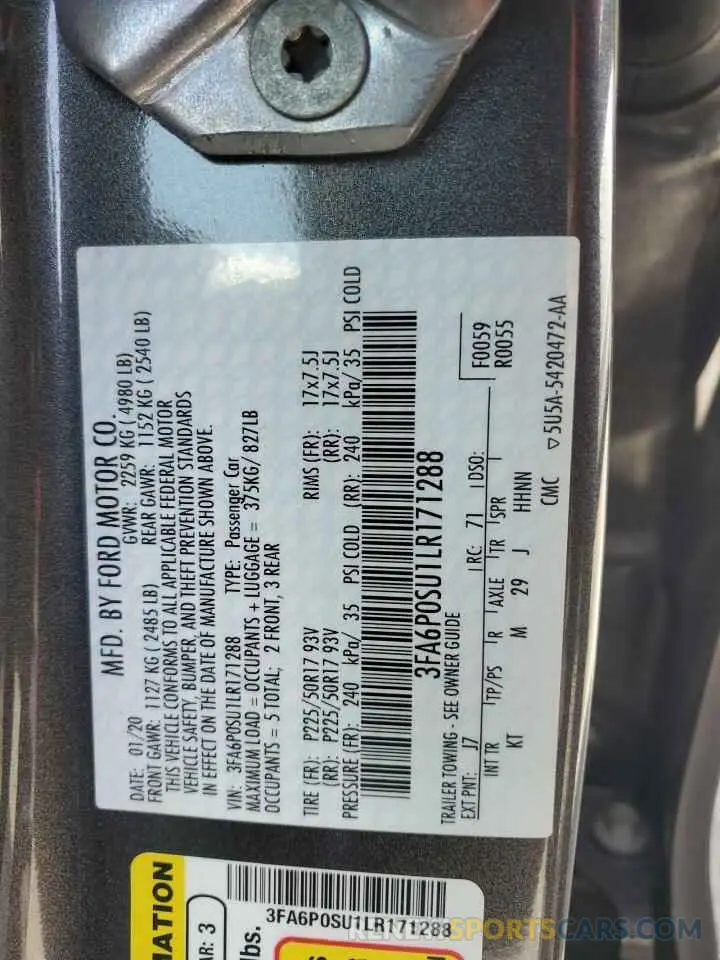 MFD. BY FORD MOTOR CO.
DATE: 01/20 GVWR: 2259 KG ( 4980 LB)
FRONT GAWR: 1127 KG ( 2485 LB) REAR GAWR: 1152 KG ( 2540 LB)
THIS VEHICLE CONFORMS TO ALL APPLICABLE FEDERAL MOTOR
VEHICLE SAFETY, BUMPER, AND THEFT PREVENTION STANDARDS
IN EFFECT ON THE DATE OF MANUFACTURE SHOWN ABOVE.
VIN: 3FA6P0SU1LR171288 TYPE: Passenger Car
MAXIMUM LOAD = OCCUPANTS + LUGGAGE = 375KG/ 827LB
OCCUPANTS = 5 TOTAL; 2 FRONT, 3 REAR
TIRE (FR): P225/50R17 93V RIMS (FR): 17x7.5J
(RR): P225/50R17 93V (RR): 17x7.5J
PRESSURE (FR): 240 kPa/ 35 PSI COLD (RR): 240 kPa/ 35 PSI COLD
3FA6P0SU1LR171288
TRAILER TOWING - SEE OWNER GUIDE
F0059
R0055
EXT PNT: J7 RC: 71 DSO:
INT TR TP/PS R AXLE TR SPR
KT M 29 J HHNN
CMC ▽5U5A-5420472-AA
MATION
AR: 3
3FA6P0SU1LR171288
lbs.
RENEWSPORTSCARS.COM